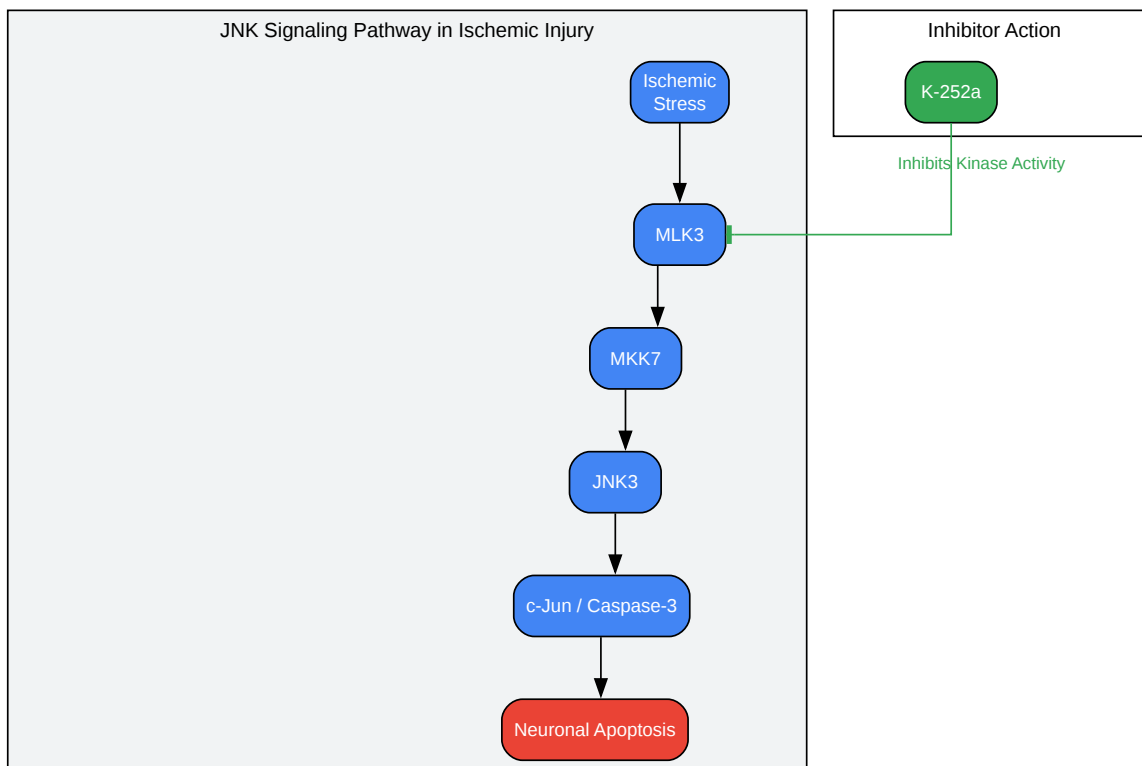 JNK Signaling Pathway in Ischemic Injury
Ischemic
Stress
MLK3
MKK7
JNK3
c-Jun / Caspase-3
Neuronal Apoptosis
Inhibitor Action
K-252a
Inhibits Kinase Activity